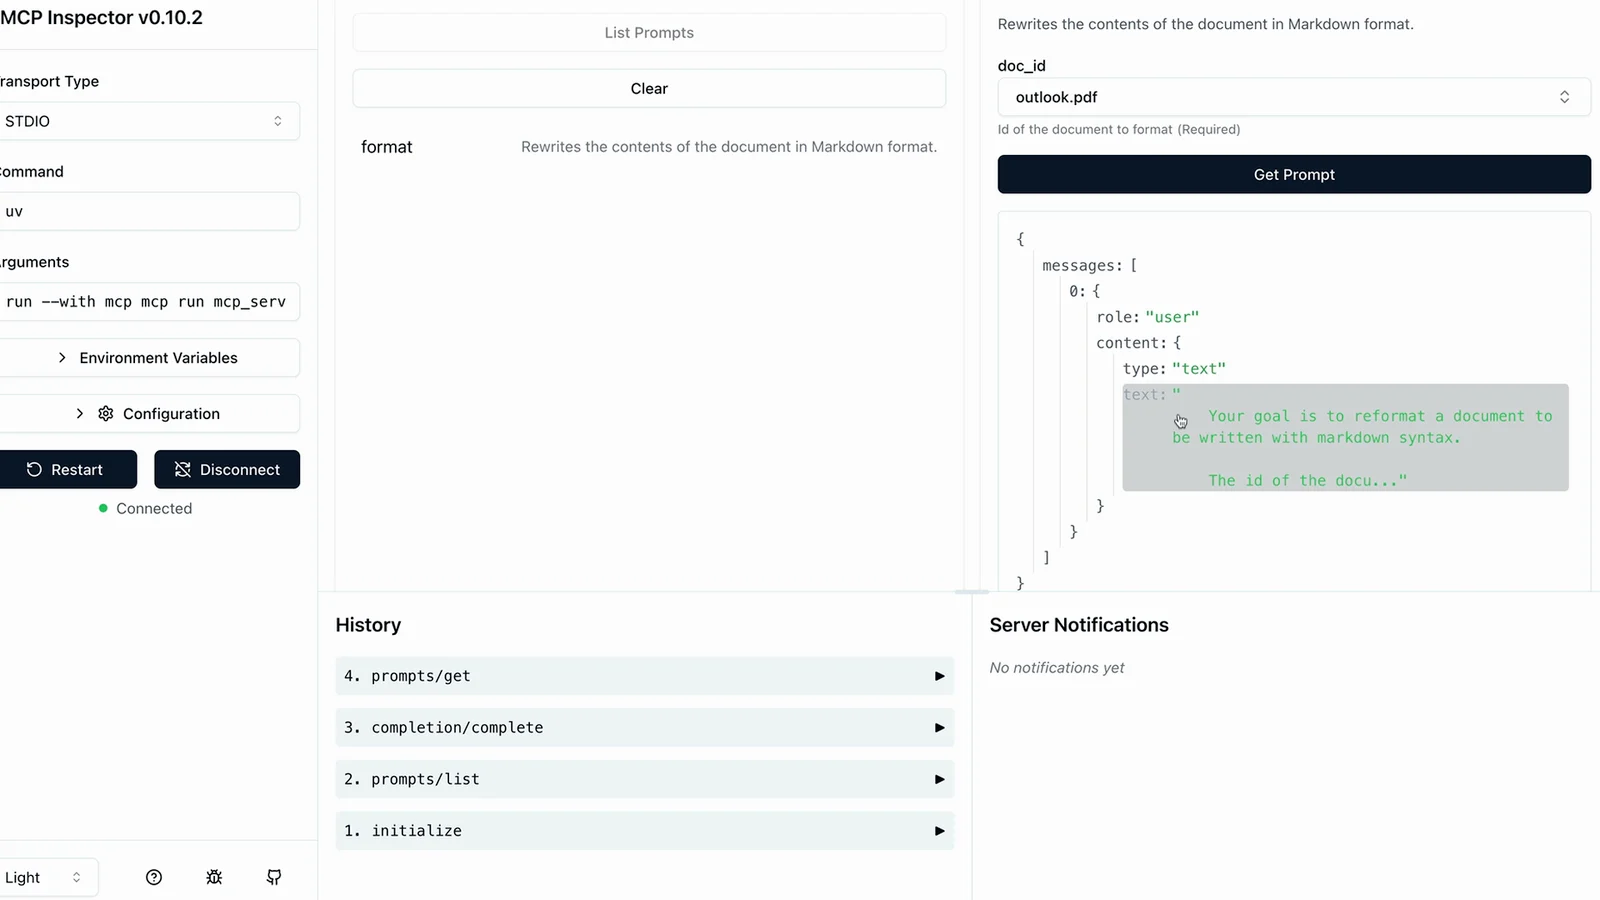 MCP Inspector v0.10.2
ransport Type
STDIO
ommand
uv
rguments
run --with mcp mcp run mcp_serv
Environment Variables
Configuration
Restart
Disconnect
Connected
Light
List Prompts
Clear
format
Rewrites the contents of the document in Markdown format.
Rewrites the contents of the document in Markdown format.
doc_id
outlook.pdf
Id of the document to format (Required)
Get Prompt
{
messages: [
0: {
role: "user"
content: {
type: "text"
text: "
Your goal is to reformat a document to
be written with markdown syntax.
The id of the docu..."
}
}
]
}
History
4. prompts/get
3. completion/complete
2. prompts/list
1. initialize
Server Notifications
No notifications yet